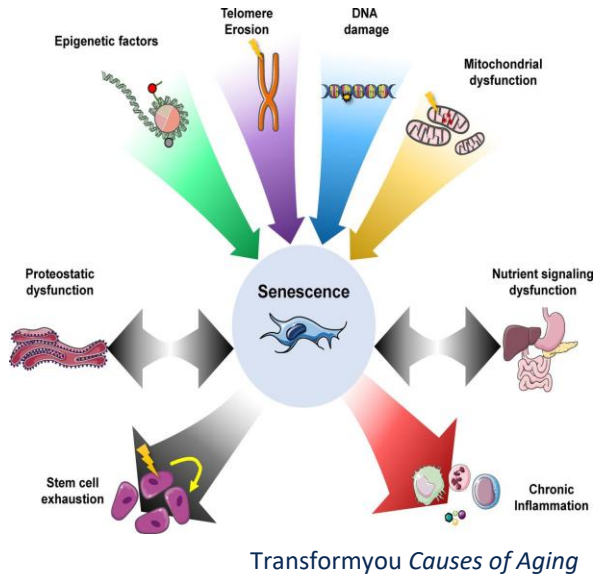 Telomere
Erosion
DNA
damage
Epigenetic factors
Mitochondrial
dysfunction
Proteostatic
dysfunction
Senescence
Nutrient signaling
dysfunction
Stem cell
exhaustion
Chronic
Inflammation
Transformyou Causes of Aging